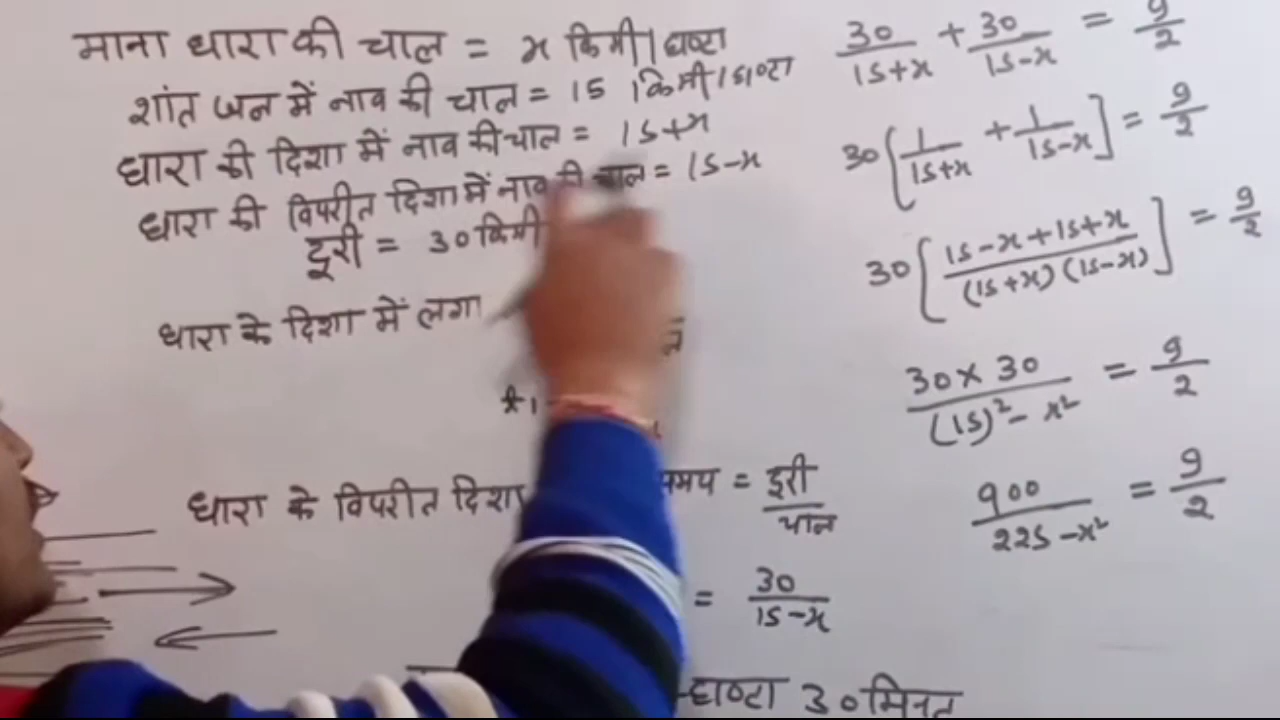 माना धारा की चाल = x किमी/घण्टा
शांत जल में नाव की चाल = 15 किमी/घण्टा
धारा की दिशा में नाव की चाल = 15+x
धारा की विपरीत दिशा में नाव की चाल = 15-x
दूरी = 30 किमी
धारा के दिशा में लगा
धारा के विपरीत दिशा समय = दूरी/चाल
= 30/15-x
घण्टा 30 मिनत
30/15+x + 30/15-x = 9/2
30[1/15+x + 1/15-x] = 9/2
30[15-x+15+x/(15+x)(15-x)] = 9/2
30×30/(15)²-x² = 9/2
900/225-x² = 9/2